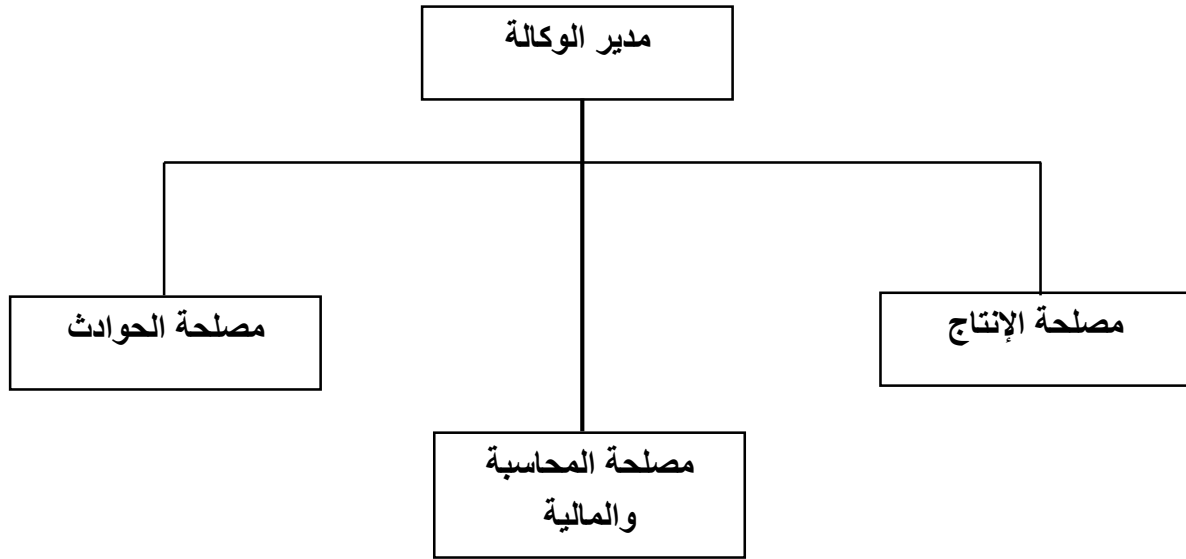 مدير الوكالة
مصلحة الإنتاج
مصلحة الحوادث
مصلحة المحاسبة
والمالية